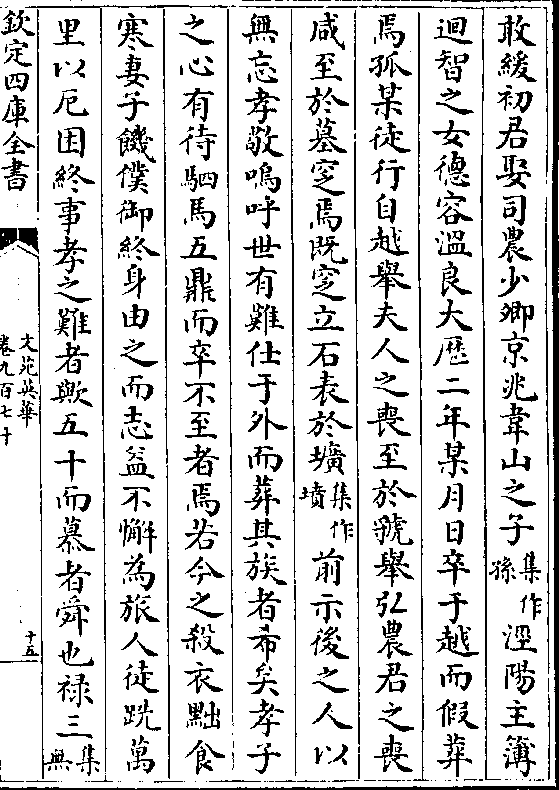 敢緩初君娶司農少卿京兆韋山之子集作孫涇陽主簿
迴智之女德容溫良大歷二年某月日卒于越而假葬
焉孤某徒行自越舉夫人之喪至於虢舉弘農君之喪
咸至於墓窆焉既窆立石表於壙集作墳前示後之人以
無忘孝敬嗚呼世有難仕于外而葬其族者希矣孝子
之心有待駟馬五鼎而卒不至者焉若今之殺衣黜食
寒妻子饑僕御終身由之而志益不懈為旅人徒跣萬
里以厄困終事孝之難者歟五十而慕者舜也祿三集無
欽定四庫全書
文苑英華
卷九百七十
十五